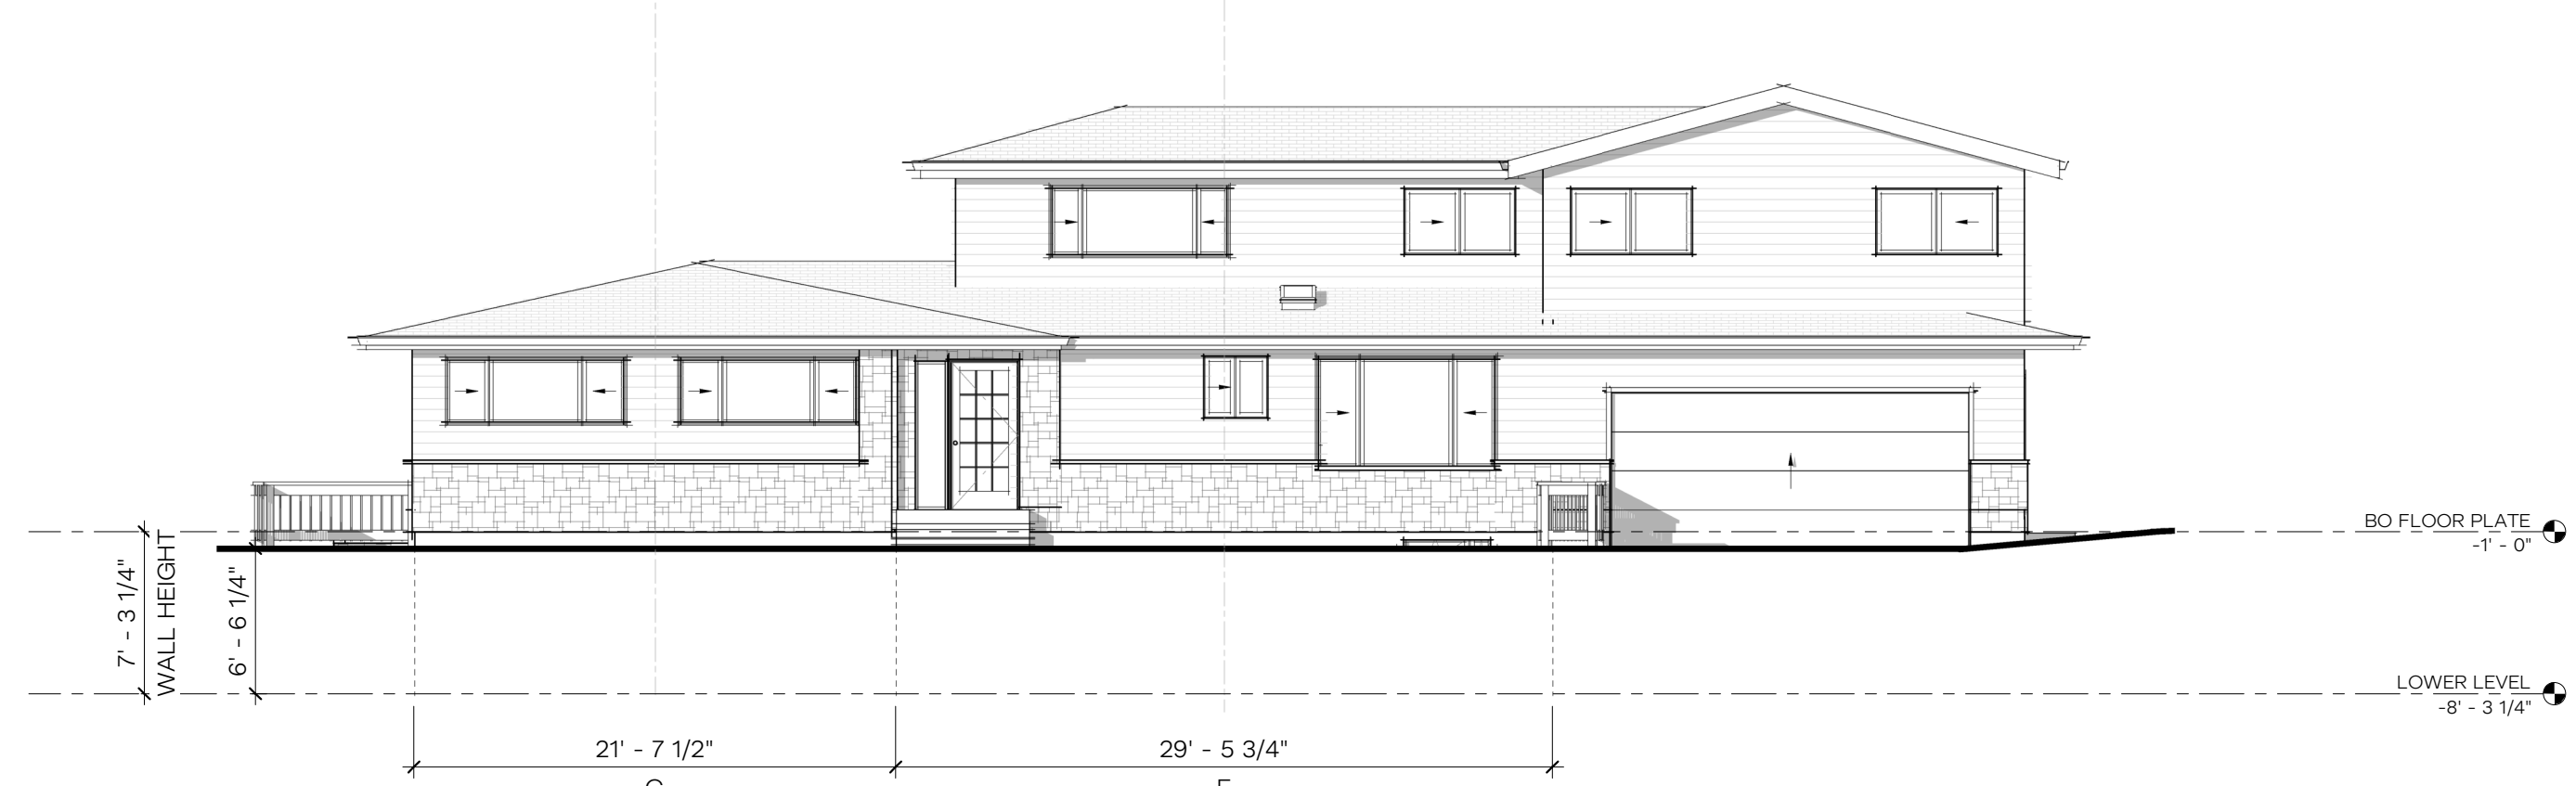 BO FLOOR PLATE
-1' - 0"
7' - 3 1/4"
WALL HEIGHT
6' - 6 1/4"
LOWER LEVEL
-8' - 3 1/4"
21' - 7 1/2"
29' - 5 3/4"